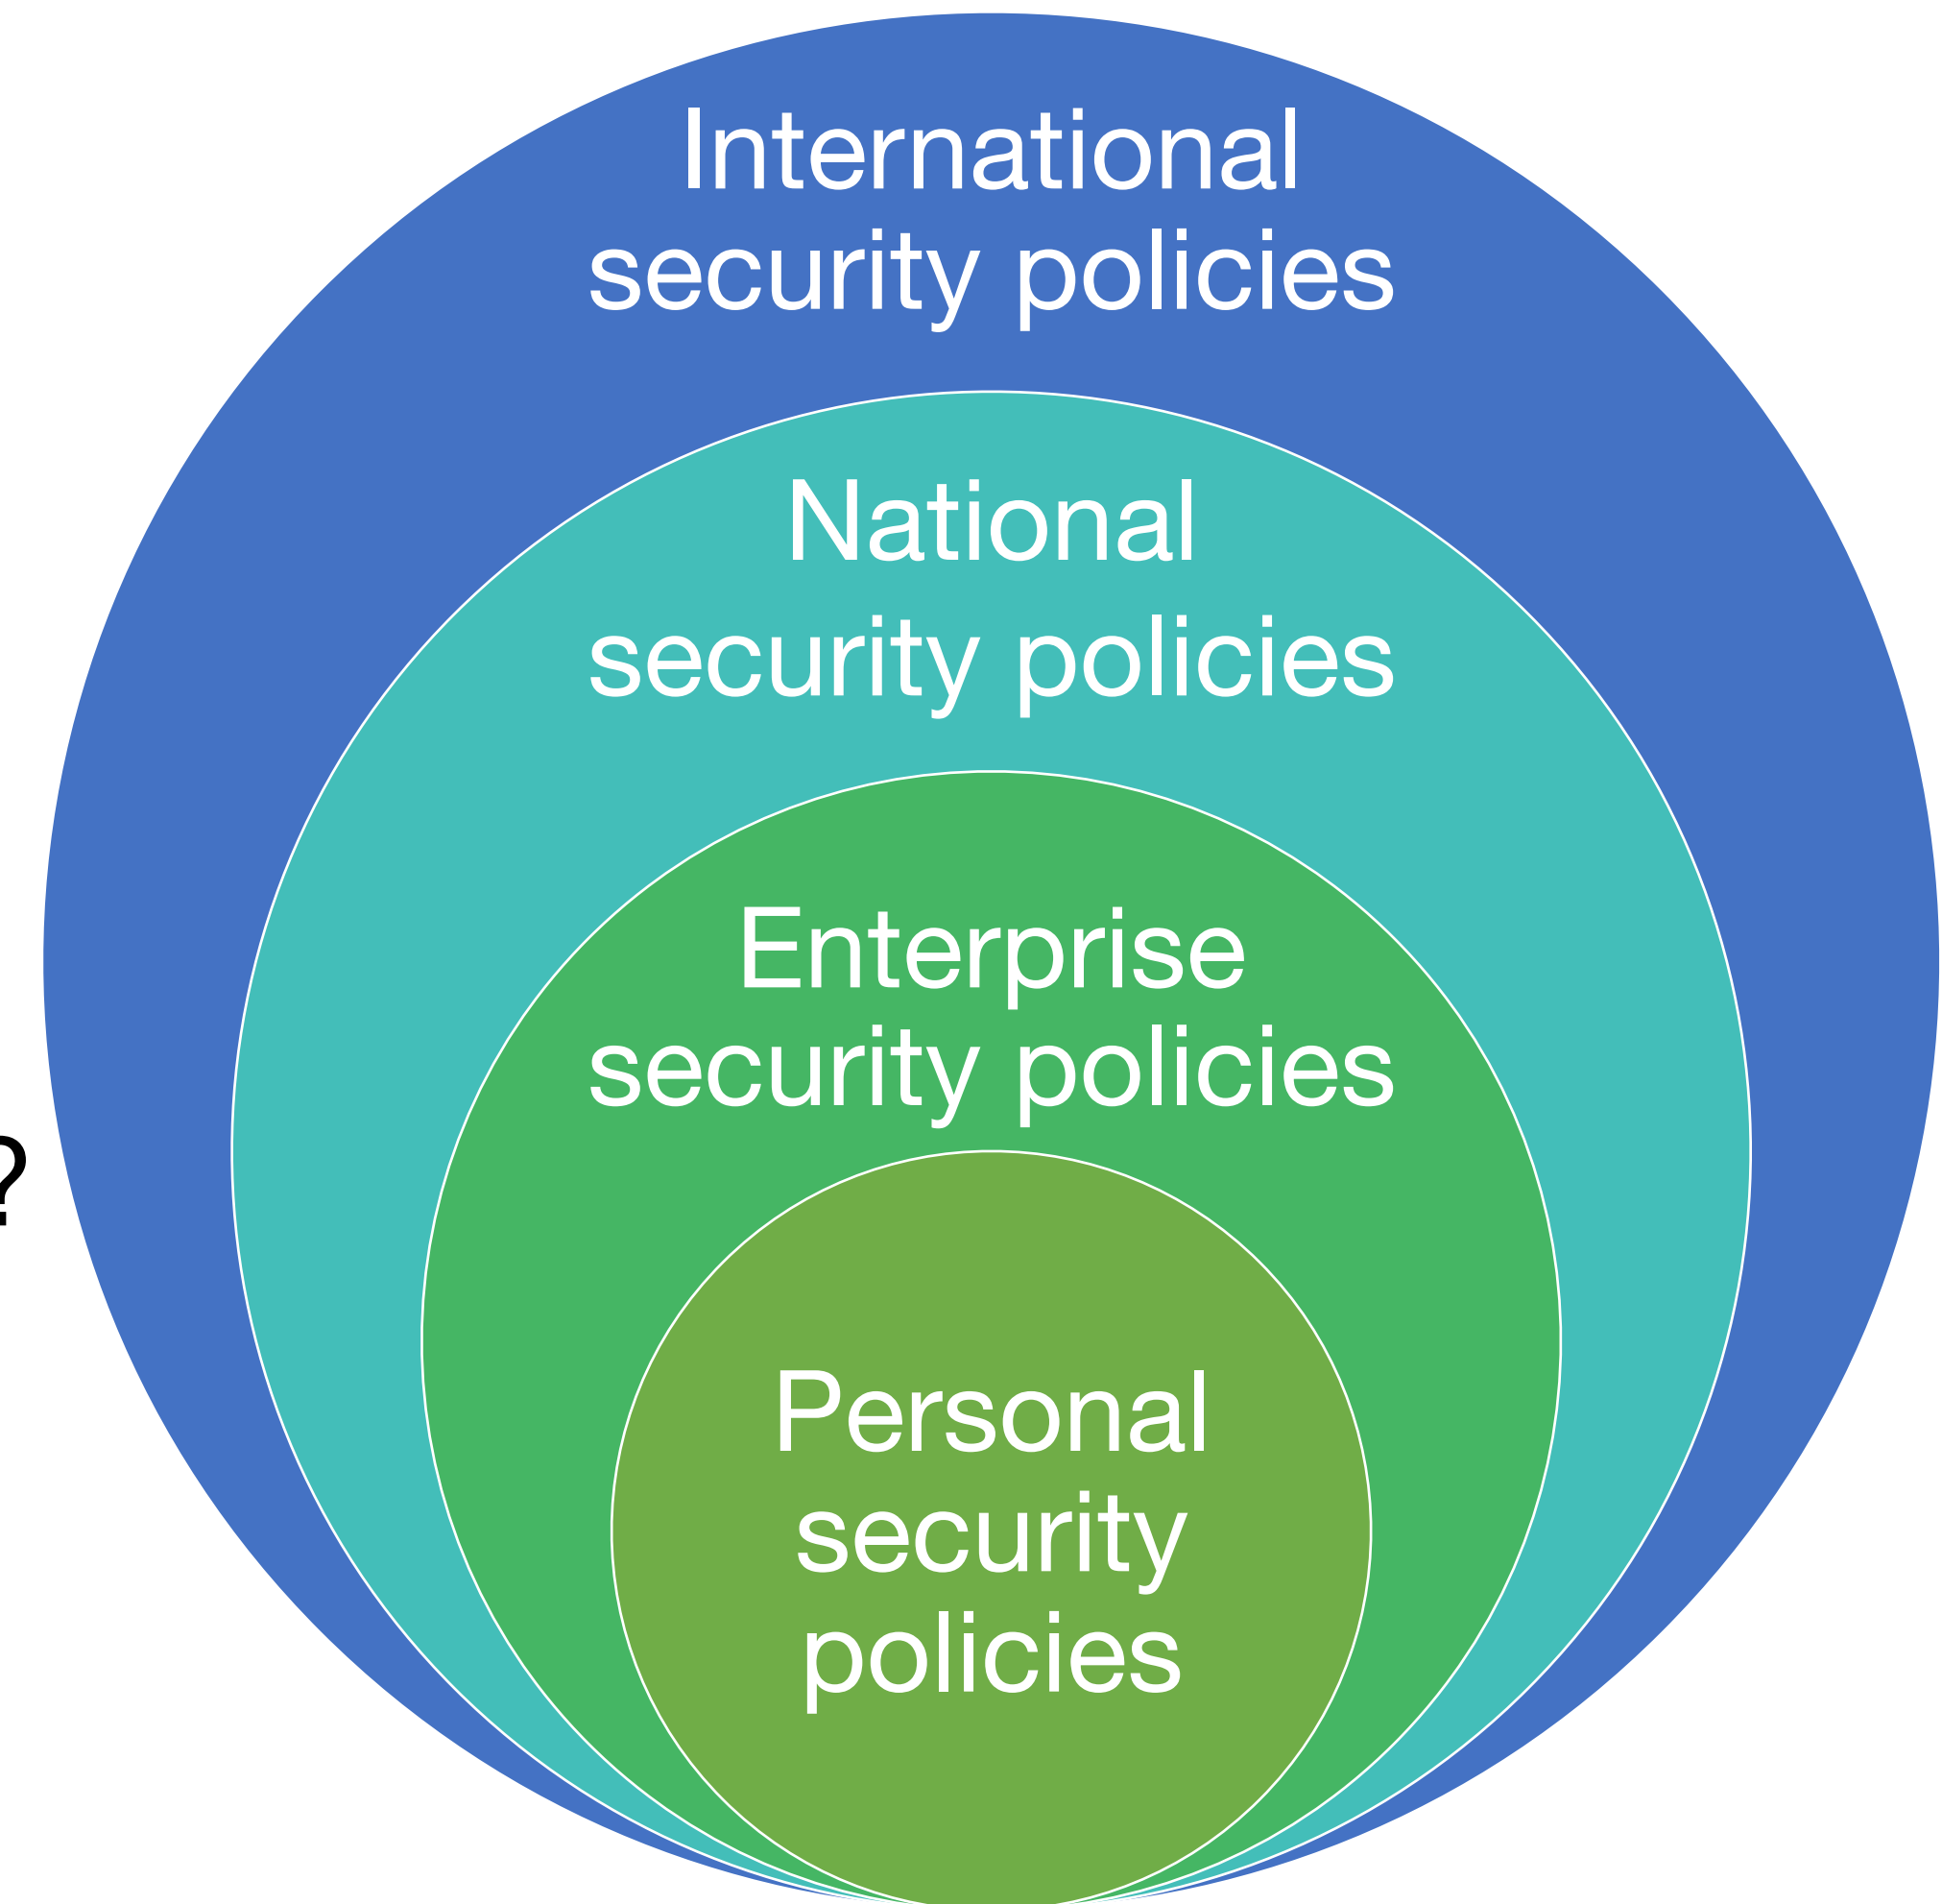 International
security policies
National
security policies
Enterprise
security policies
?
Personal
security
policies